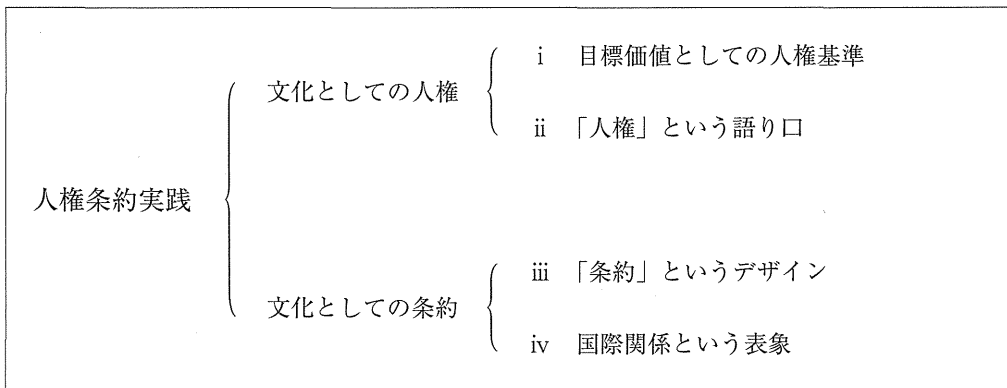 ⅰ 目標価値としての人権基準
文化としての人権
ⅱ 「人権」という語り口
人権条約実践
ⅲ 「条約」というデザイン
文化としての条約
ⅳ 国際関係という表象